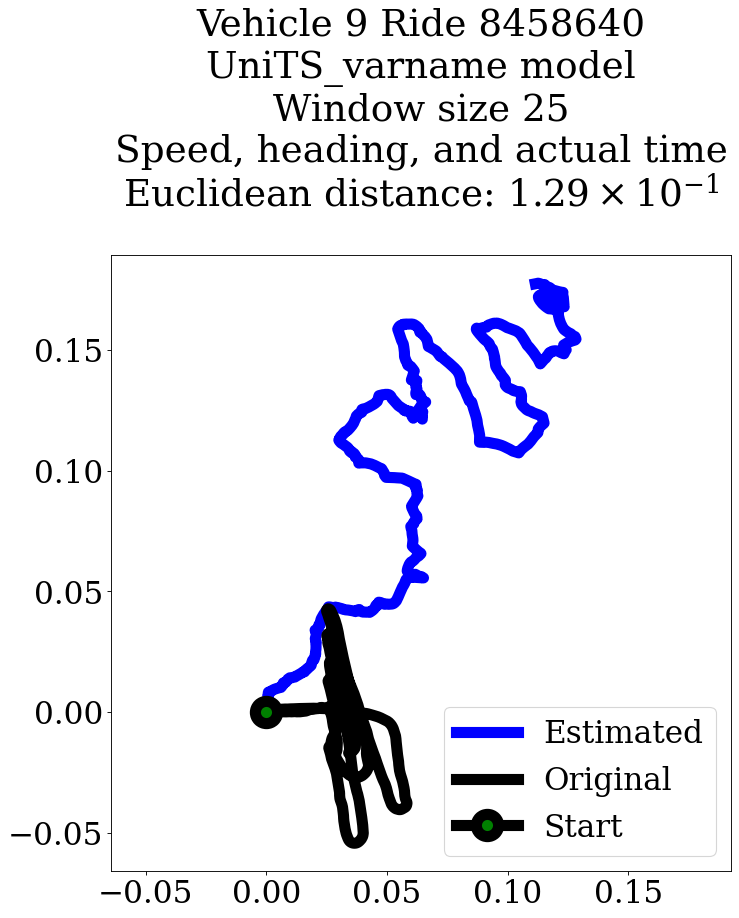 Vehicle 9 Ride 8458640
UniTS_varname model
Window size 25
Speed, heading, and actual time
Euclidean distance: 1.29 × 10⁻¹
0.15
0.10
0.05
0.00
−0.05
Estimated
Original
Start
−0.05 0.00 0.05 0.10 0.15